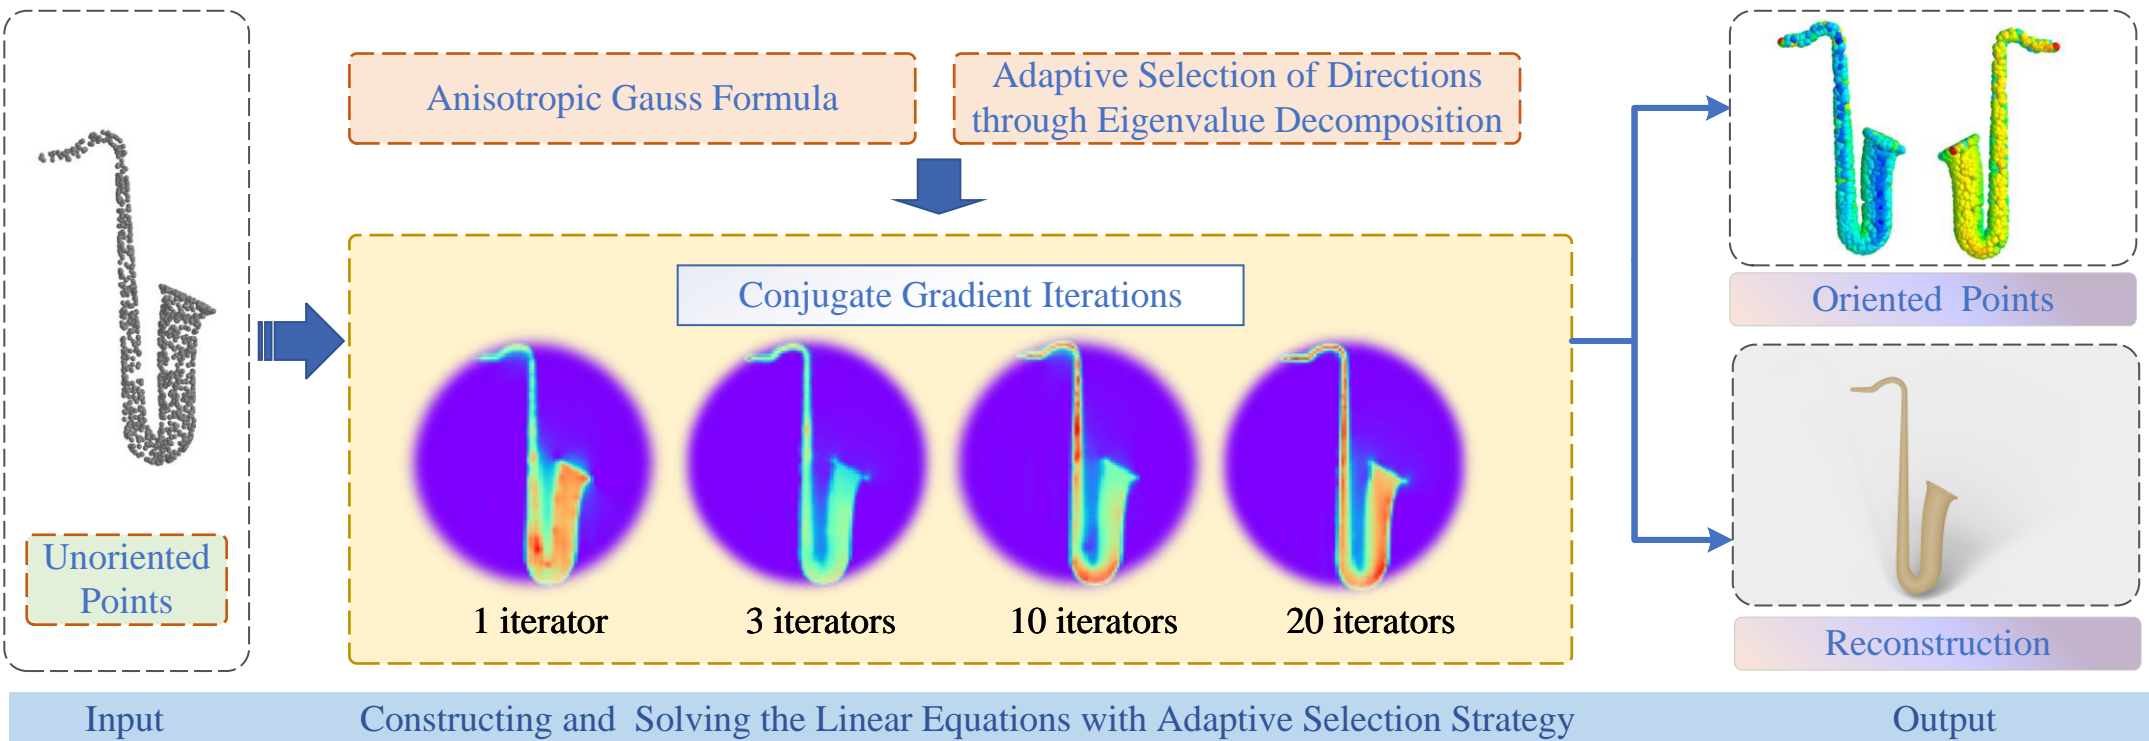 Anisotropic Gauss Formula
Adaptive Selection of Directions
through Eigenvalue Decomposition
Conjugate Gradient Iterations
1 iterator
3 iterators
10 iterators
20 iterators
Unoriented
Points
Oriented Points
Reconstruction
Input
Constructing and Solving the Linear Equations with Adaptive Selection Strategy
Output